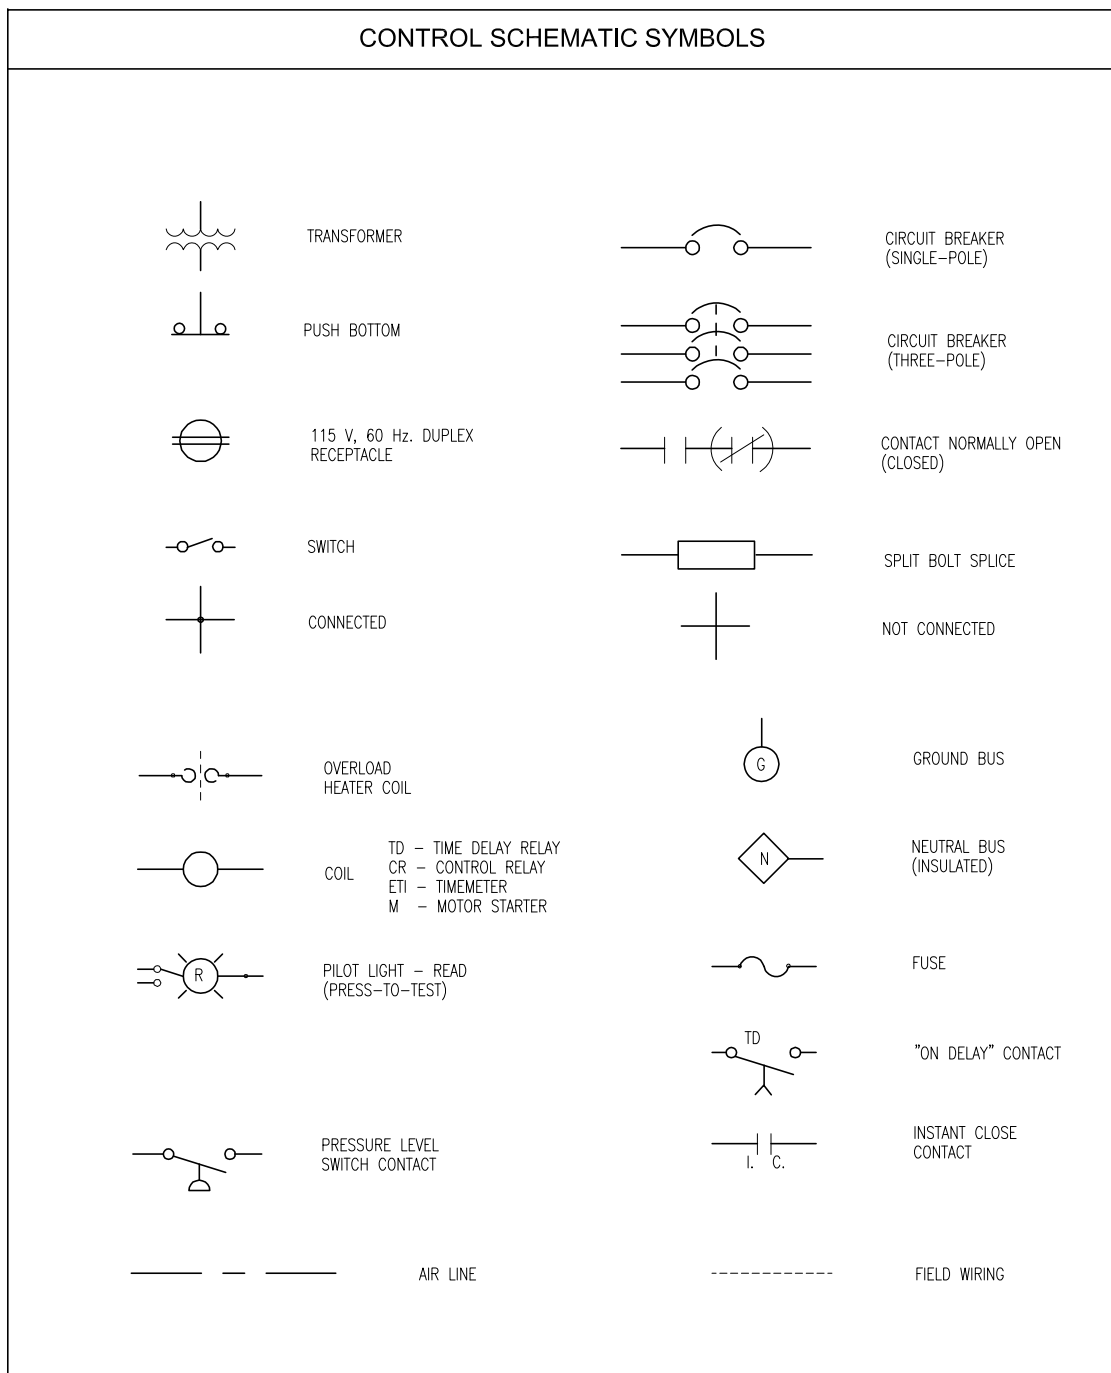 CONTROL SCHEMATIC SYMBOLS
TRANSFORMER
PUSH BOTTOM
115 V, 60 Hz. DUPLEX
RECEPTACLE
SWITCH
CONNECTED
OVERLOAD
HEATER COIL
COIL
TD – TIME DELAY RELAY
CR – CONTROL RELAY
ETI – TIMEMETER
M – MOTOR STARTER
R
PILOT LIGHT – READ
(PRESS–TO–TEST)
PRESSURE LEVEL
SWITCH CONTACT
AIR LINE
CIRCUIT BREAKER
(SINGLE–POLE)
CIRCUIT BREAKER
(THREE–POLE)
CONTACT NORMALLY OPEN
(CLOSED)
SPLIT BOLT SPLICE
NOT CONNECTED
G
GROUND BUS
N
NEUTRAL BUS
(INSULATED)
FUSE
TD
"ON DELAY" CONTACT
I. C.
INSTANT CLOSE
CONTACT
FIELD WIRING